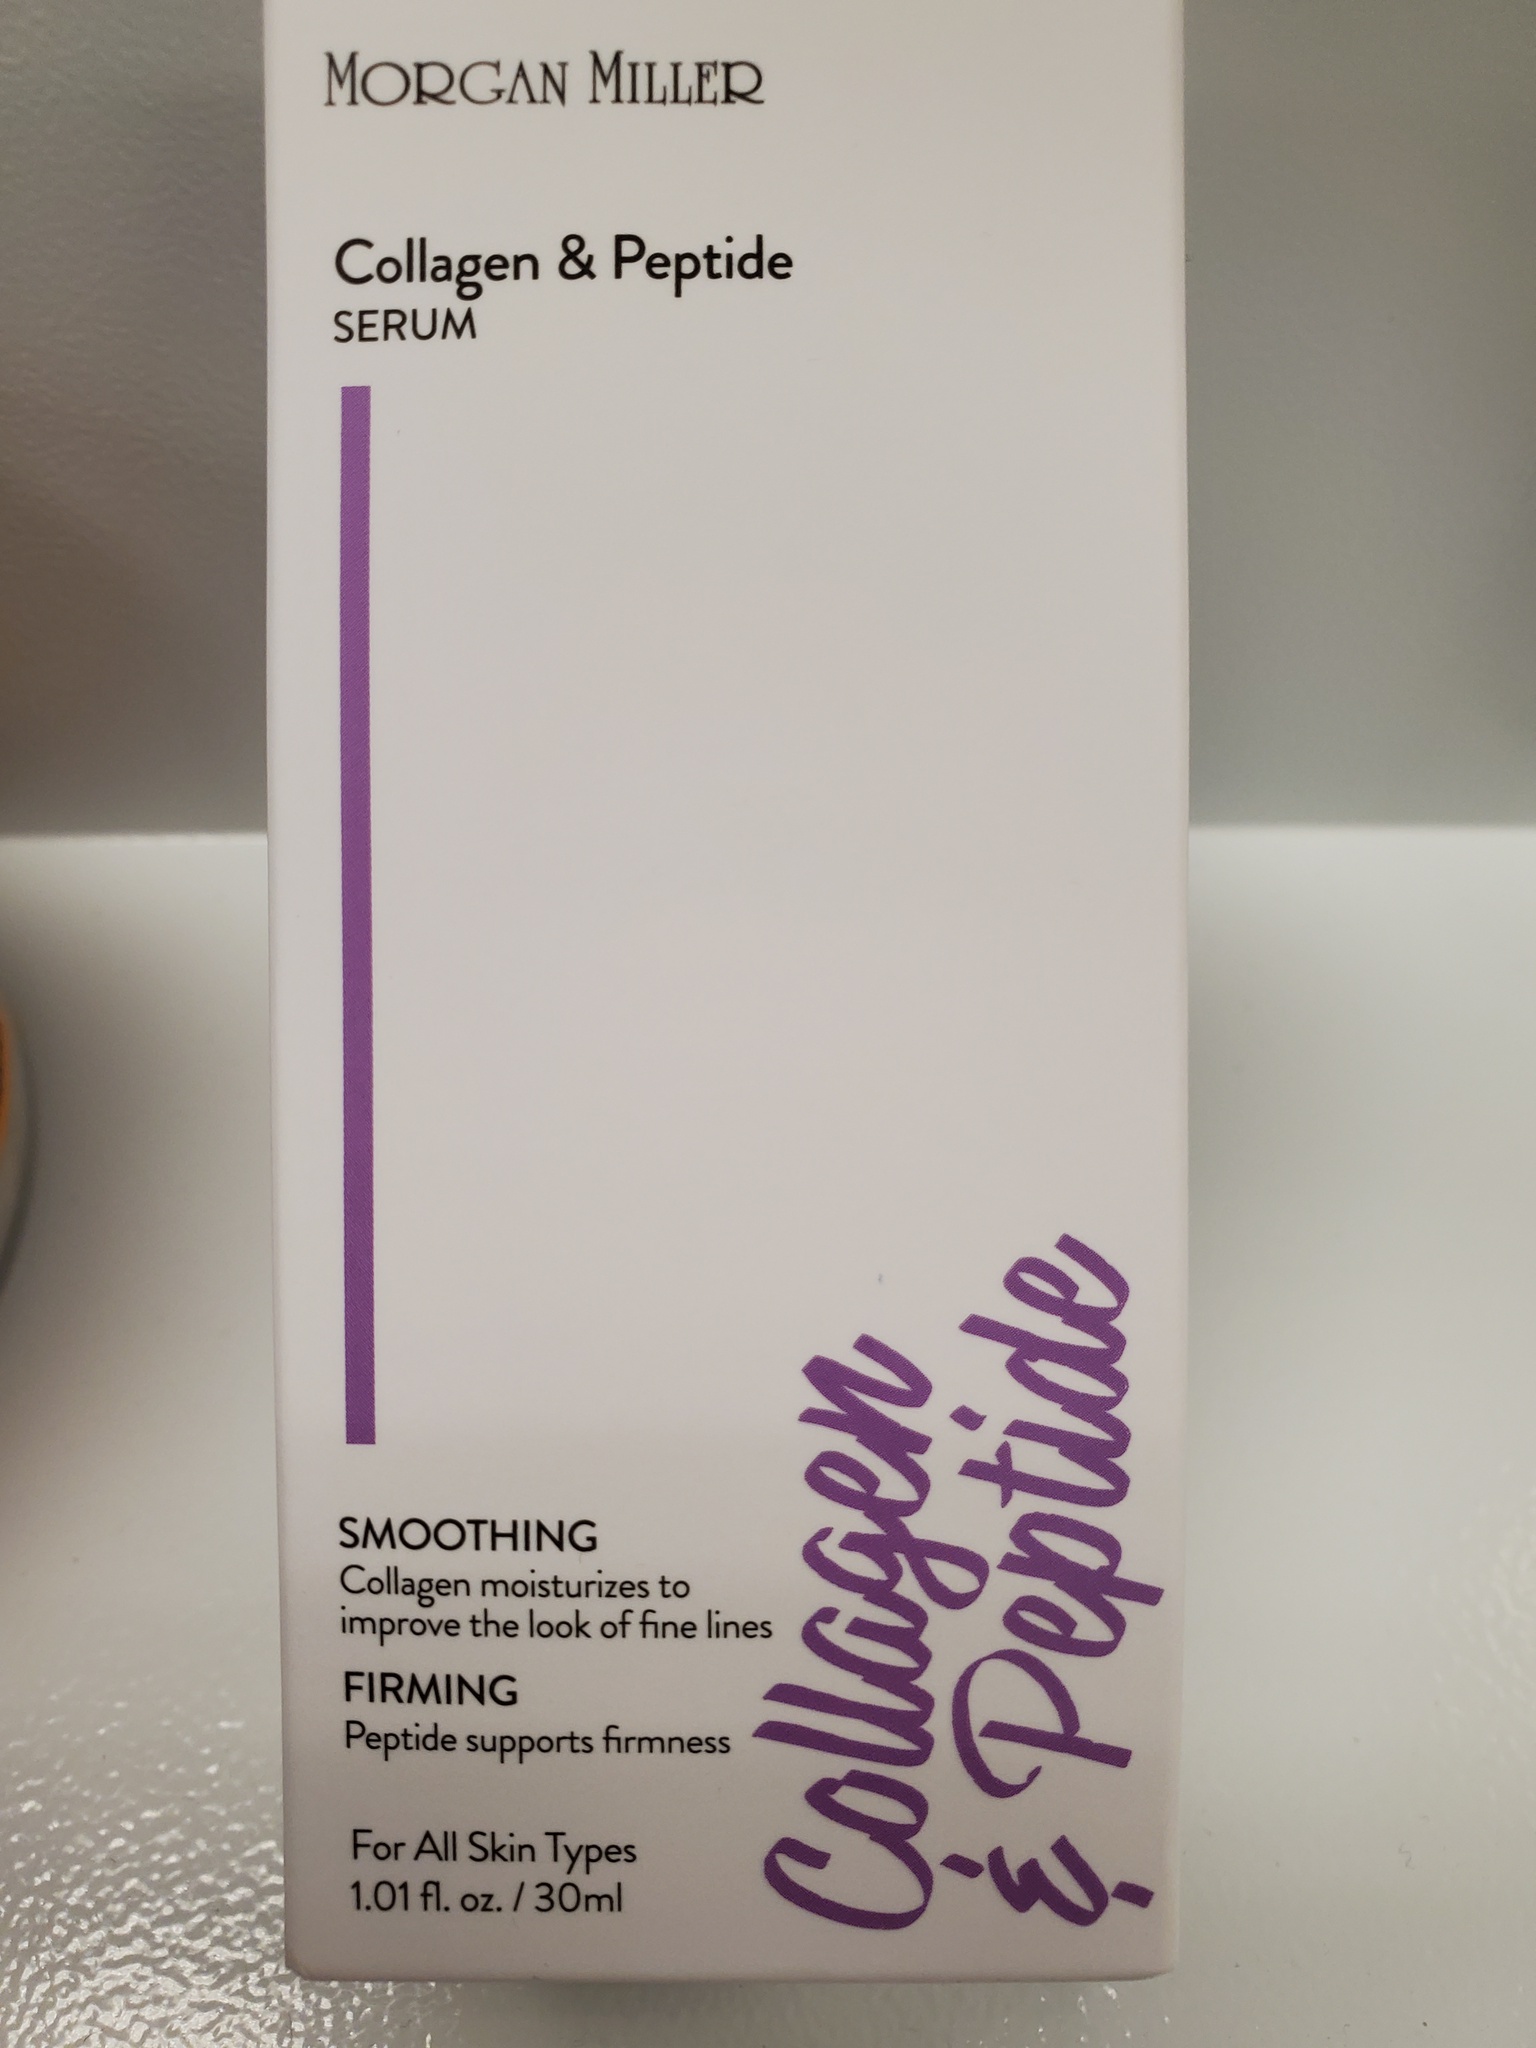 MORGAN MILLER
Collagen & Peptide
SERUM
SMOOTHING
Collagen moisturizes to
improve the look of fine lines
FIRMING
Peptide supports firmness
For All Skin Types
1.01 fl. oz. / 30ml
Collagen
& Peptide